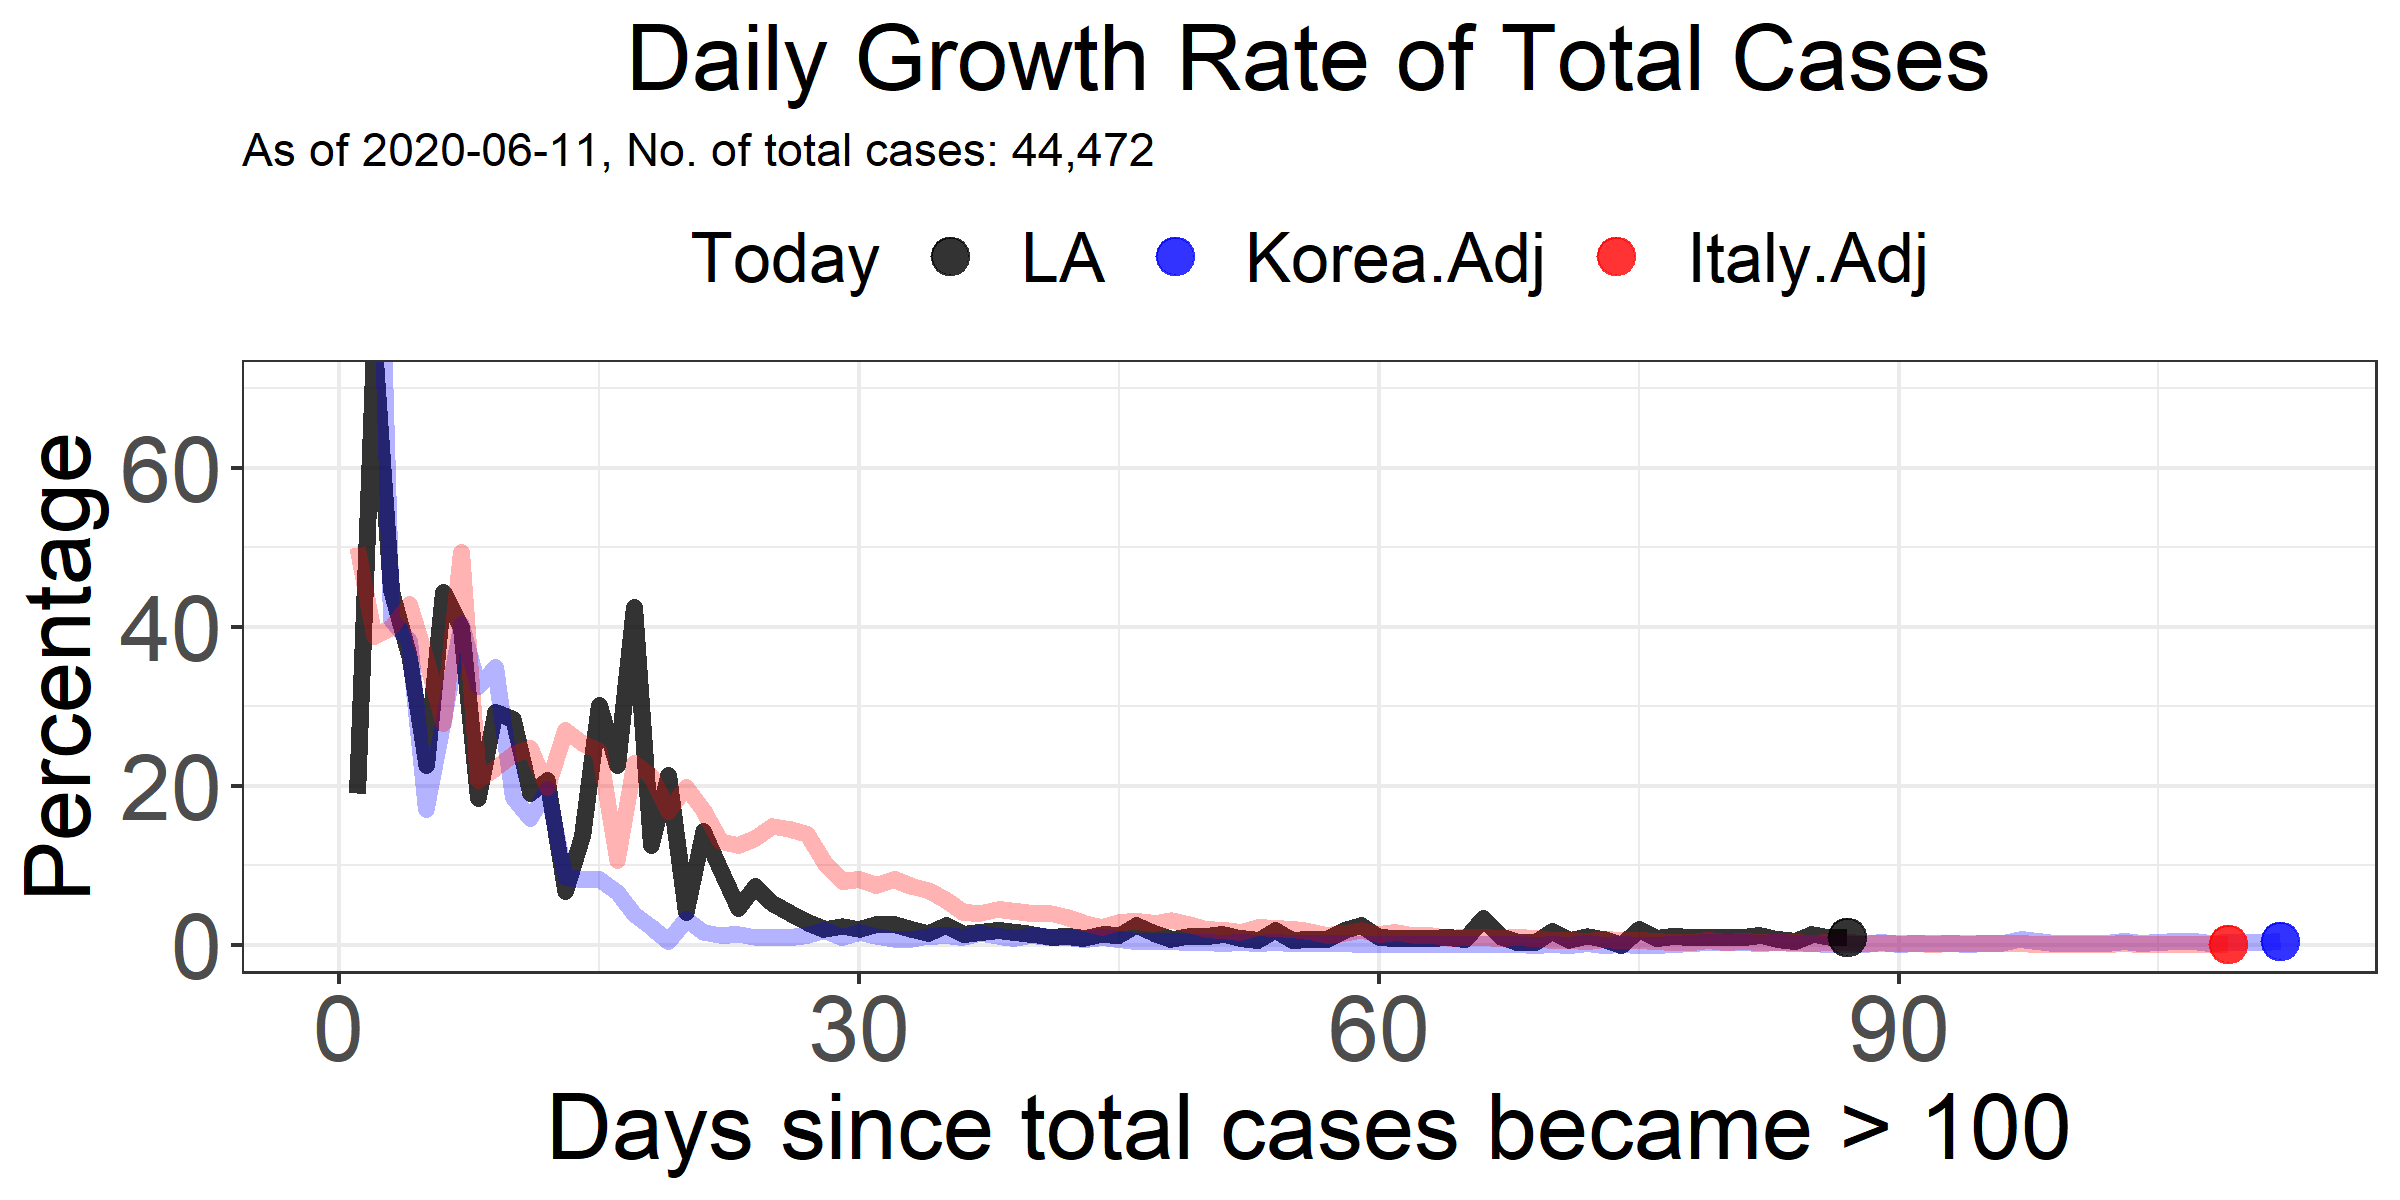 Daily Growth Rate of Total Cases
As of 2020-06-11, No. of total cases: 44,472
Today LA Korea.Adj Italy.Adj
Percentage
60
40
20
0
0 30 60 90
Days since total cases became > 100